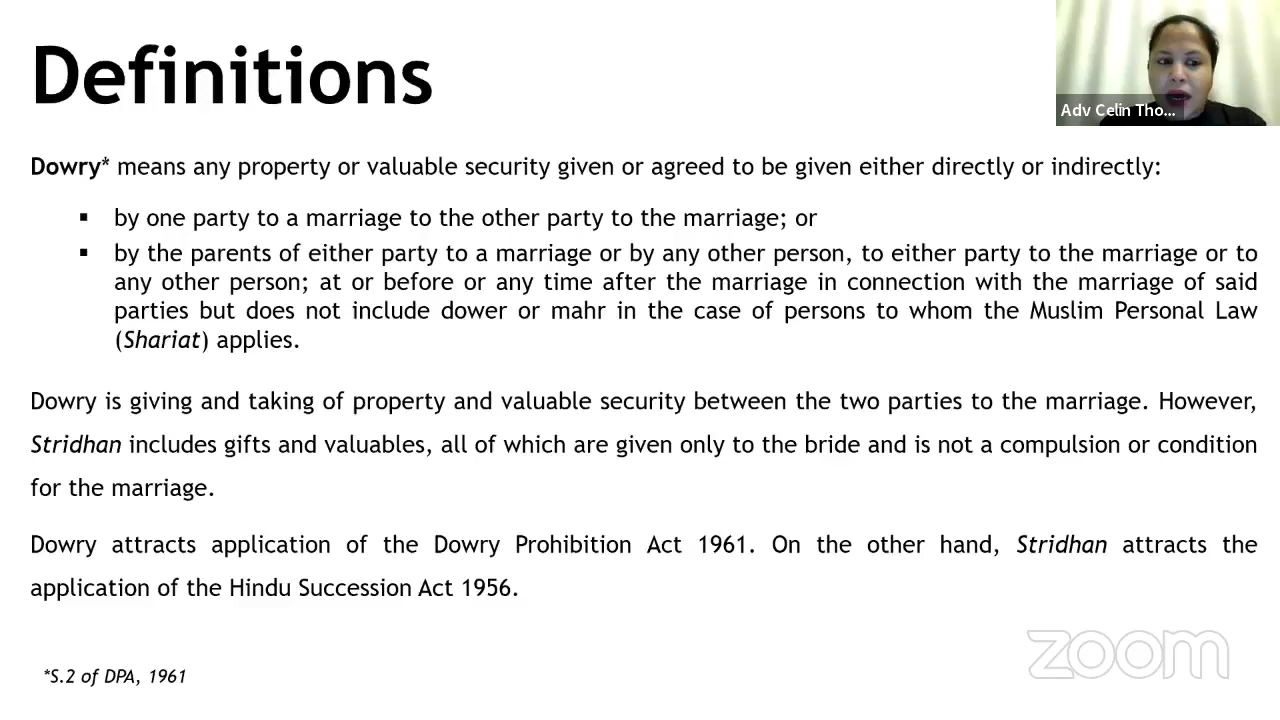 Definitions
Adv Celin Tho...
Dowry* means any property or valuable security given or agreed to be given either directly or indirectly:
▪ by one party to a marriage to the other party to the marriage; or
▪ by the parents of either party to a marriage or by any other person, to either party to the marriage or to
any other person; at or before or any time after the marriage in connection with the marriage of said
parties but does not include dower or mahr in the case of persons to whom the Muslim Personal Law
(Shariat) applies.
Dowry is giving and taking of property and valuable security between the two parties to the marriage. However,
Stridhan includes gifts and valuables, all of which are given only to the bride and is not a compulsion or condition
for the marriage.
Dowry attracts application of the Dowry Prohibition Act 1961. On the other hand, Stridhan attracts the
application of the Hindu Succession Act 1956.
zoom
*S.2 of DPA, 1961